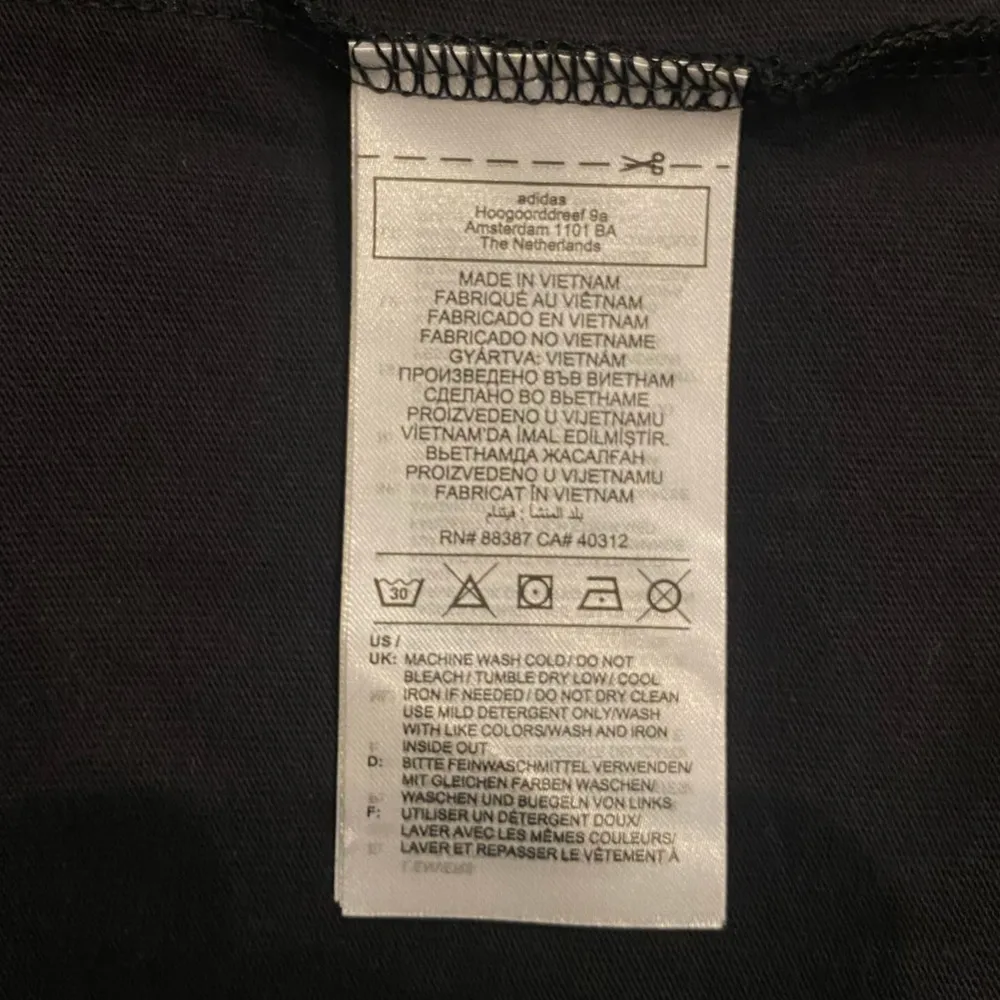 adidas
Hoogoorddreef 9a
Amsterdam 1101 BA
The Netherlands
MADE IN VIETNAM
FABRIQUÉ AU VIÊTNAM
FABRICADO EN VIETNAM
FABRICADO NO VIETNAME
GYÁRTVA: VIETNÁM
ПРОИЗВЕДЕНО ВЪВ ВИЕТНАМ
СДЕЛАНО ВО ВЬЕТНАМЕ
PROIZVEDENO U VIJETNAMU
VİETNAM'DA İMAL EDİLMİŞTİR.
ВЬЕТНАМДА ЖАСАЛҒАН
PROIZVEDENO U VIJETNAMU
FABRICAT ÎN VIETNAM
بلد المنشأ : فيتنام
RN# 88387 CA# 40312
30
US /
UK: MACHINE WASH COLD / DO NOT
BLEACH / TUMBLE DRY LOW / COOL
IRON IF NEEDED / DO NOT DRY CLEAN
USE MILD DETERGENT ONLY/WASH
WITH LIKE COLORS/WASH AND IRON
INSIDE OUT
D: BITTE FEINWASCHMITTEL VERWENDEN/
MIT GLEICHEN FARBEN WASCHEN/
WASCHEN UND BUEGELN VON LINKS
F: UTILISER UN DÉTERGENT DOUX/
LAVER AVEC LES MÊMES COULEURS/
LAVER ET REPASSER LE VÊTEMENT À